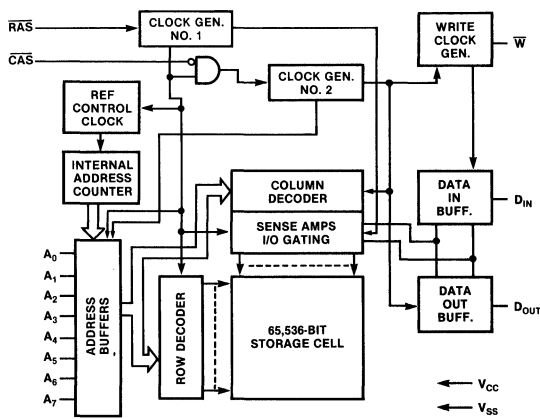 RAS
CLOCK GEN.
NO. 1
WRITE
CLOCK
GEN.
W
CAS
CLOCK GEN.
NO. 2
REF
CONTROL
CLOCK
INTERNAL
ADDRESS
COUNTER
COLUMN
DECODER
DATA
IN
BUFF.
DIN
SENSE AMPS
I/O GATING
A0
A1
A2
A3
A4
A5
A6
A7
ADDRESS
BUFFERS
ROW DECODER
65,536-BIT
STORAGE CELL
DATA
OUT
BUFF.
DOUT
VCC
VSS